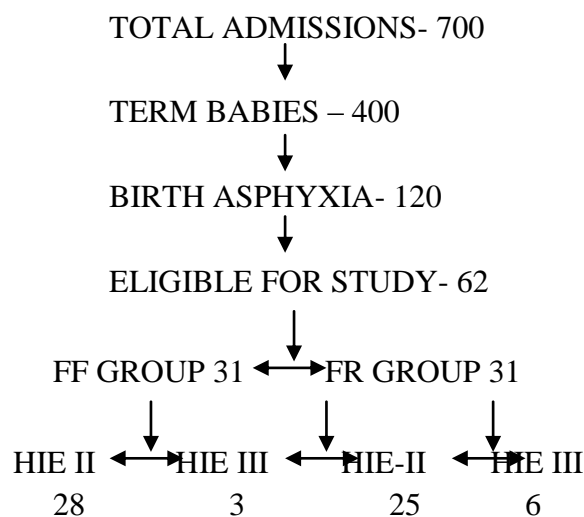 TOTAL ADMISSIONS- 700
TERM BABIES – 400
BIRTH ASPHYXIA- 120
ELIGIBLE FOR STUDY- 62
FF GROUP 31 FR GROUP 31
HIE II HIE III HIE-II HIE III
28 3 25 6